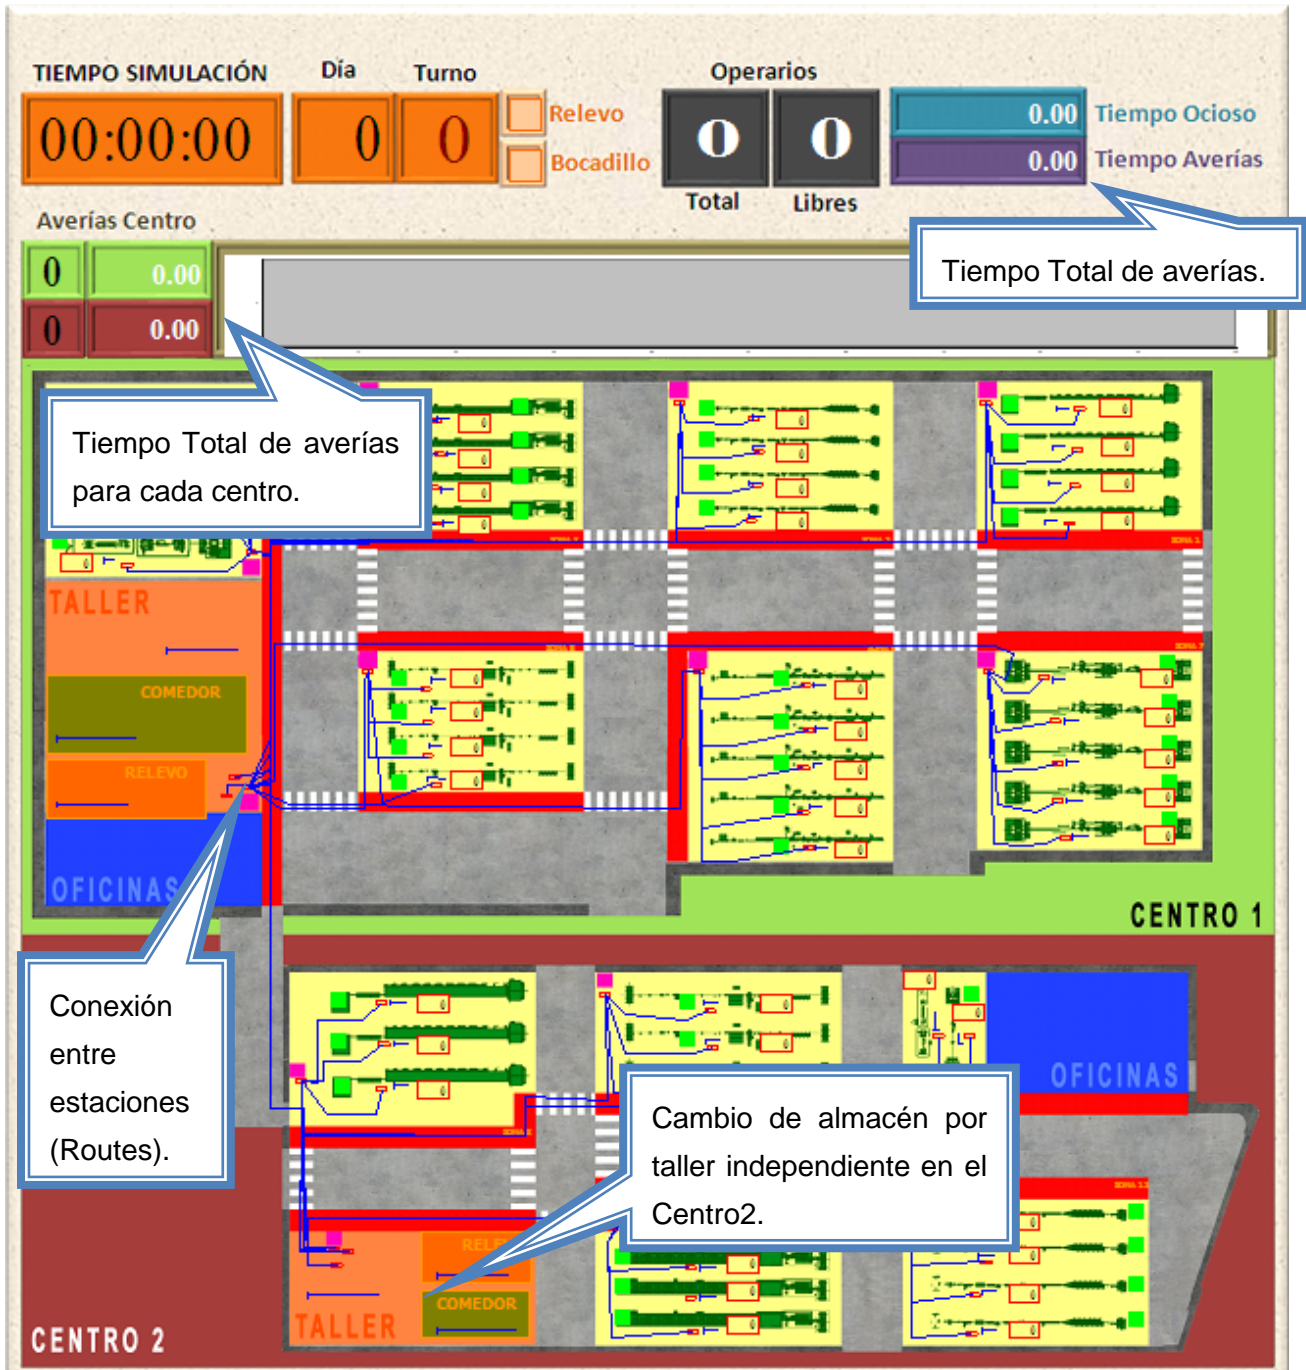 TIEMPO SIMULACIÓN Día Turno Operarios
00:00:00 0 0 Relevo 0 0 0.00 Tiempo Ocioso
Bocadillo 0.00 Tiempo Averías
Total Libres
Averías Centro
0 0.00
0 0.00
Tiempo Total de averías.
Tiempo Total de averías
para cada centro.
TALLER
COMEDOR
RELEVO
OFICINAS
CENTRO 1
Conexión
entre
estaciones
(Routes).
OFICINAS
Cambio de almacén por
taller independiente en el
Centro2.
COMEDOR
TALLER
CENTRO 2